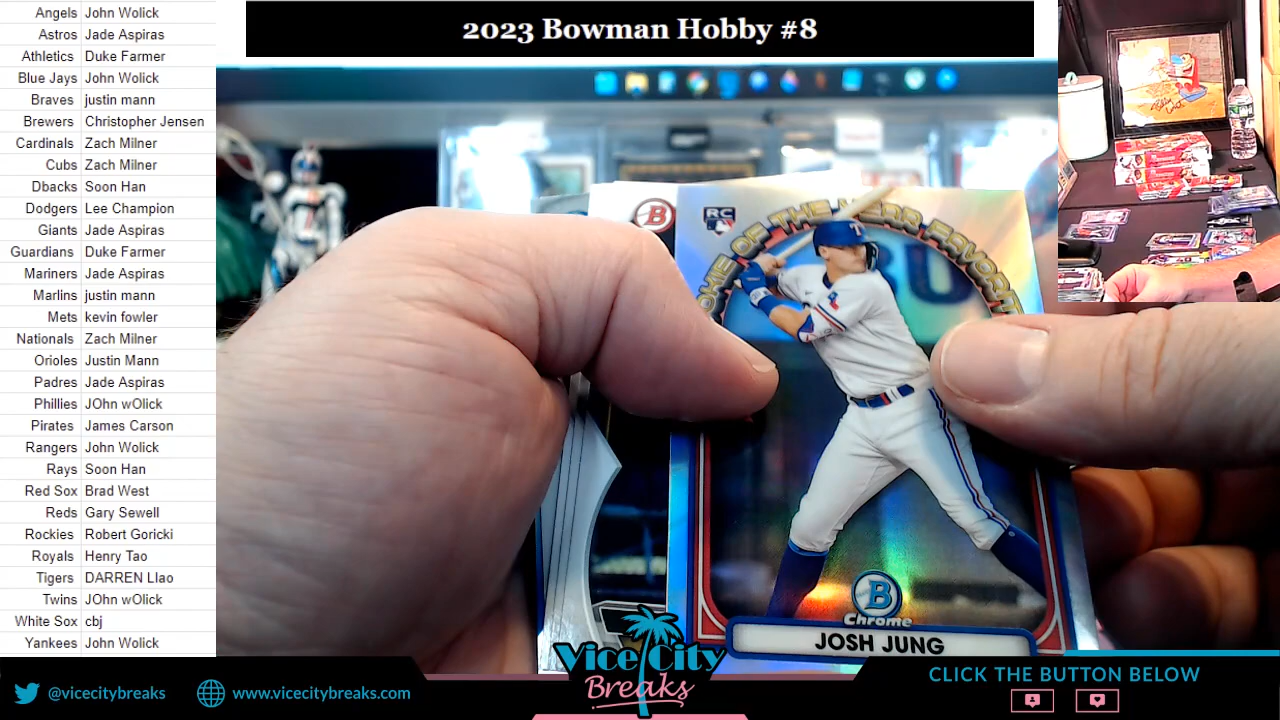 2023 Bowman Hobby #8
Angels John Wolick
Astros Jade Aspiras
Athletics Duke Farmer
Blue Jays John Wolick
Braves justin mann
Brewers Christopher Jensen
Cardinals Zach Milner
Cubs Zach Milner
Dbacks Soon Han
Dodgers Lee Champion
Giants Jade Aspiras
Guardians Duke Farmer
Mariners Jade Aspiras
Marlins justin mann
Mets kevin fowler
Nationals Zach Milner
Orioles Justin Mann
Padres Jade Aspiras
Phillies JOhn wOlick
Pirates James Carson
Rangers John Wolick
Rays Soon Han
Red Sox Brad West
Reds Gary Sewell
Rockies Robert Goricki
Royals Henry Tao
Tigers DARREN LIao
Twins JOhn wOlick
White Sox cbj
Yankees John Wolick
RC
B
OF THE YEAR FAVORIT
T
B
Chrome
JOSH JUNG
Vice City
Breaks
@vicecitybreaks
www.vicecitybreaks.com
CLICK THE BUTTON BELOW